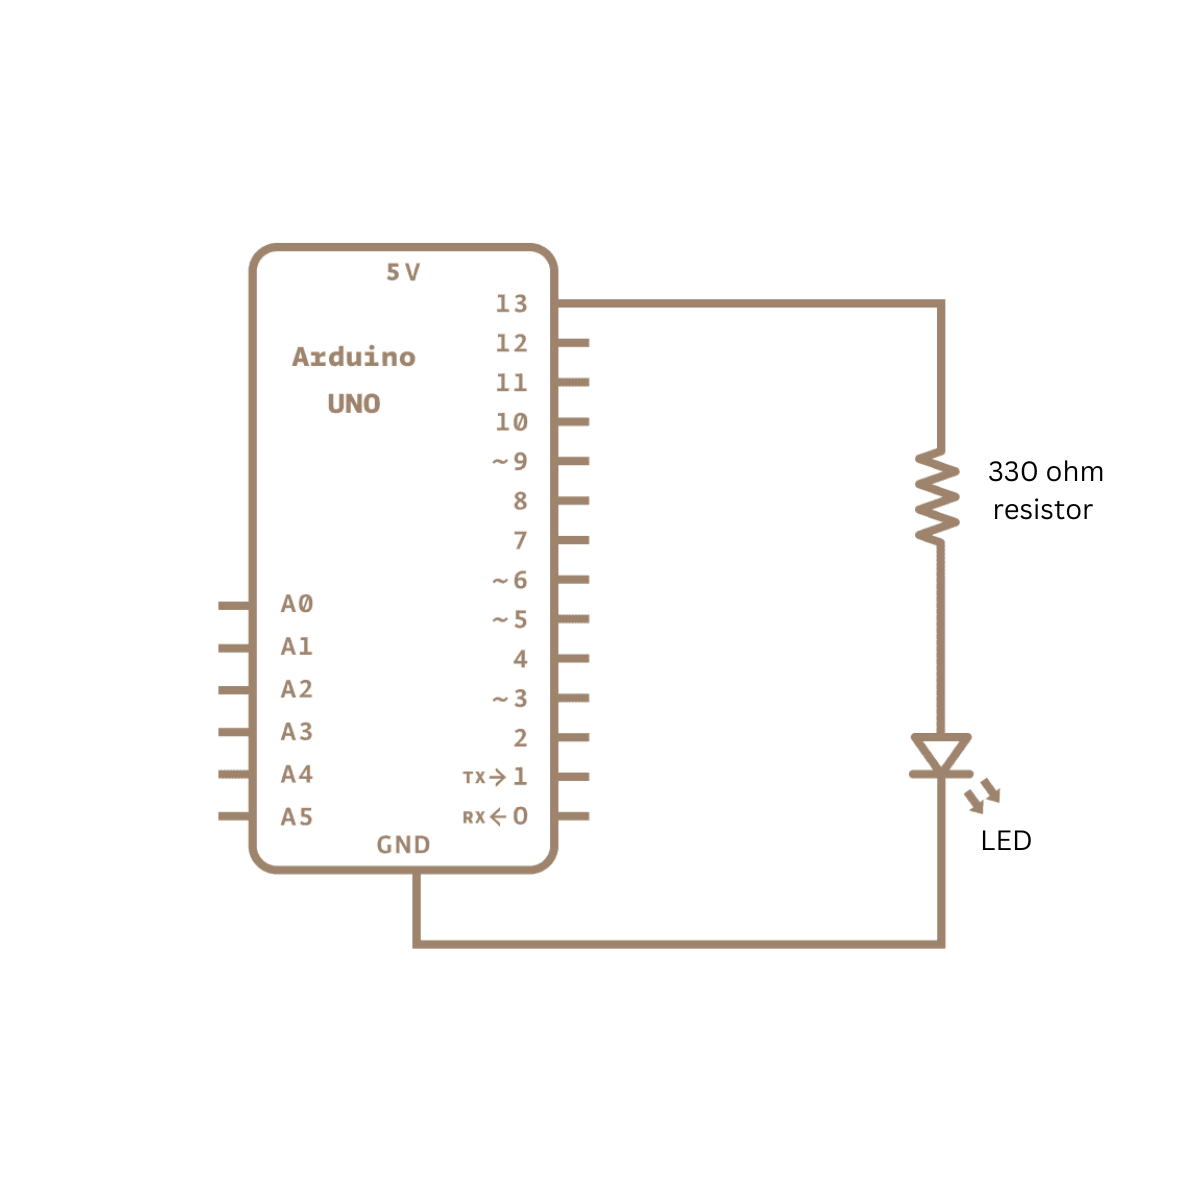 5V
Arduino
UNO
13
12
11
10
~9
8
7
~6
~5
4
~3
2
TX→1
RX←0
A0
A1
A2
A3
A4
A5
GND
330 ohm
resistor
LED